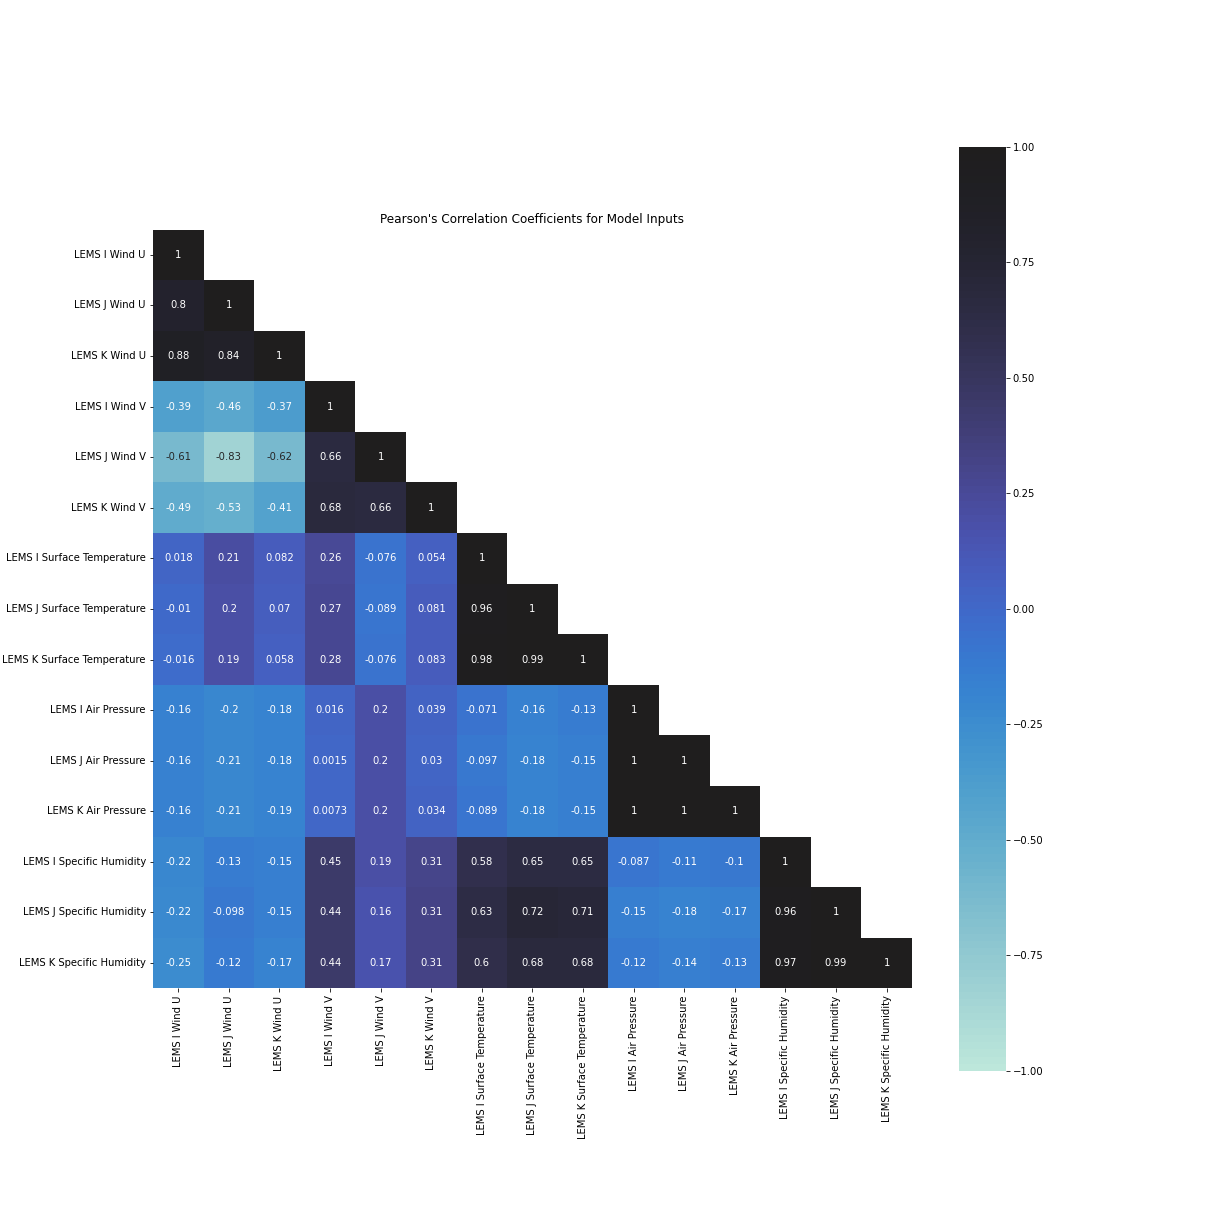 Pearson's Correlation Coefficients for Model Inputs
LEMS I Wind U 1
LEMS J Wind U 0.8 1
LEMS K Wind U 0.88 0.84 1
LEMS I Wind V -0.39 -0.46 -0.37 1
LEMS J Wind V -0.61 -0.83 -0.62 0.66 1
LEMS K Wind V -0.49 -0.53 -0.41 0.68 0.66 1
LEMS I Surface Temperature 0.018 0.21 0.082 0.26 -0.076 0.054 1
LEMS J Surface Temperature -0.01 0.2 0.07 0.27 -0.089 0.081 0.96 1
LEMS K Surface Temperature -0.016 0.19 0.058 0.28 -0.076 0.083 0.98 0.99 1
LEMS I Air Pressure -0.16 -0.2 -0.18 0.016 0.2 0.039 -0.071 -0.16 -0.13 1
LEMS J Air Pressure -0.16 -0.21 -0.18 0.0015 0.2 0.03 -0.097 -0.18 -0.15 1 1
LEMS K Air Pressure -0.16 -0.21 -0.19 0.0073 0.2 0.034 -0.089 -0.18 -0.15 1 1 1
LEMS I Specific Humidity -0.22 -0.13 -0.15 0.45 0.19 0.31 0.58 0.65 0.65 -0.087 -0.11 -0.1 1
LEMS J Specific Humidity -0.22 -0.098 -0.15 0.44 0.16 0.31 0.63 0.72 0.71 -0.15 -0.18 -0.17 0.96 1
LEMS K Specific Humidity -0.25 -0.12 -0.17 0.44 0.17 0.31 0.6 0.68 0.68 -0.12 -0.14 -0.13 0.97 0.99 1
LEMS I Wind U
LEMS J Wind U
LEMS K Wind U
LEMS I Wind V
LEMS J Wind V
LEMS K Wind V
LEMS I Surface Temperature
LEMS J Surface Temperature
LEMS K Surface Temperature
LEMS I Air Pressure
LEMS J Air Pressure
LEMS K Air Pressure
LEMS I Specific Humidity
LEMS J Specific Humidity
LEMS K Specific Humidity
1.00
0.75
0.50
0.25
0.00
−0.25
−0.50
−0.75
−1.00